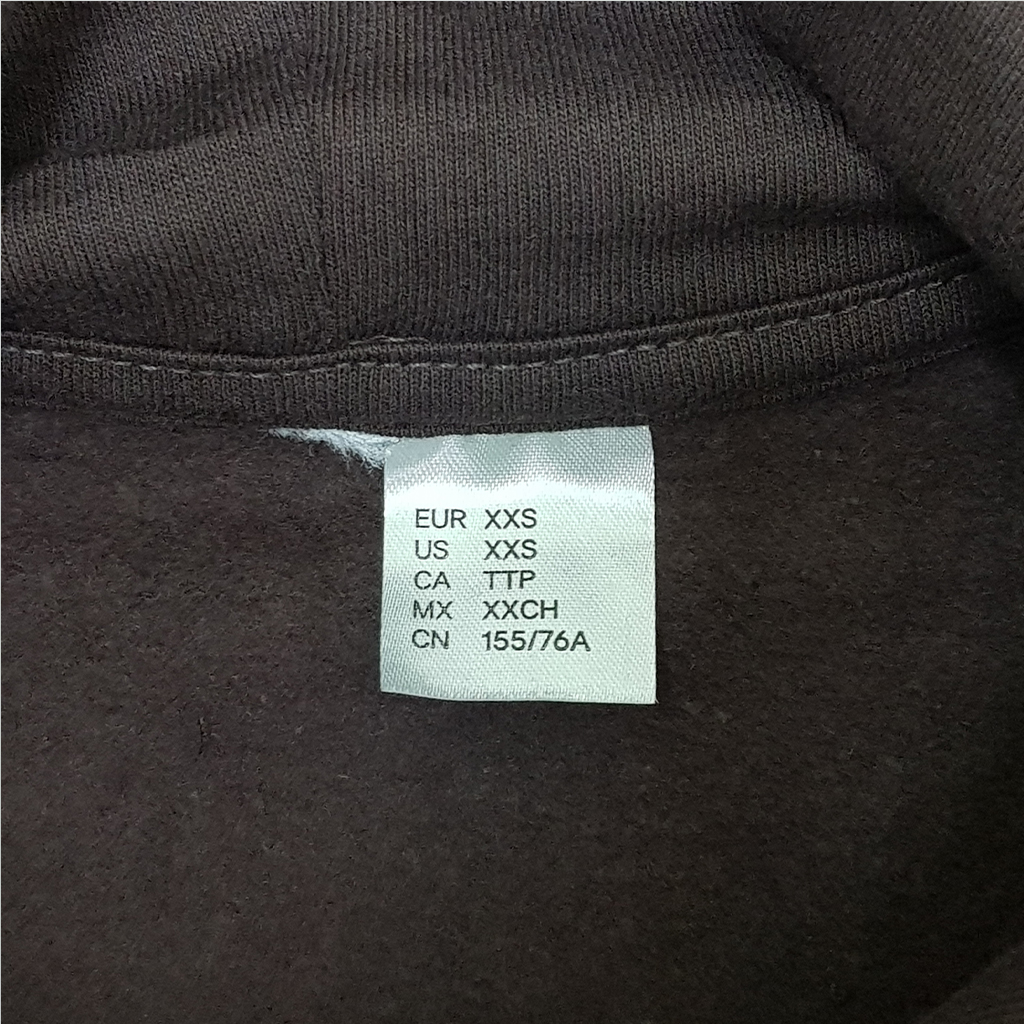 EUR XXS
US XXS
CA TTP
MX XXCH
CN 155/76A